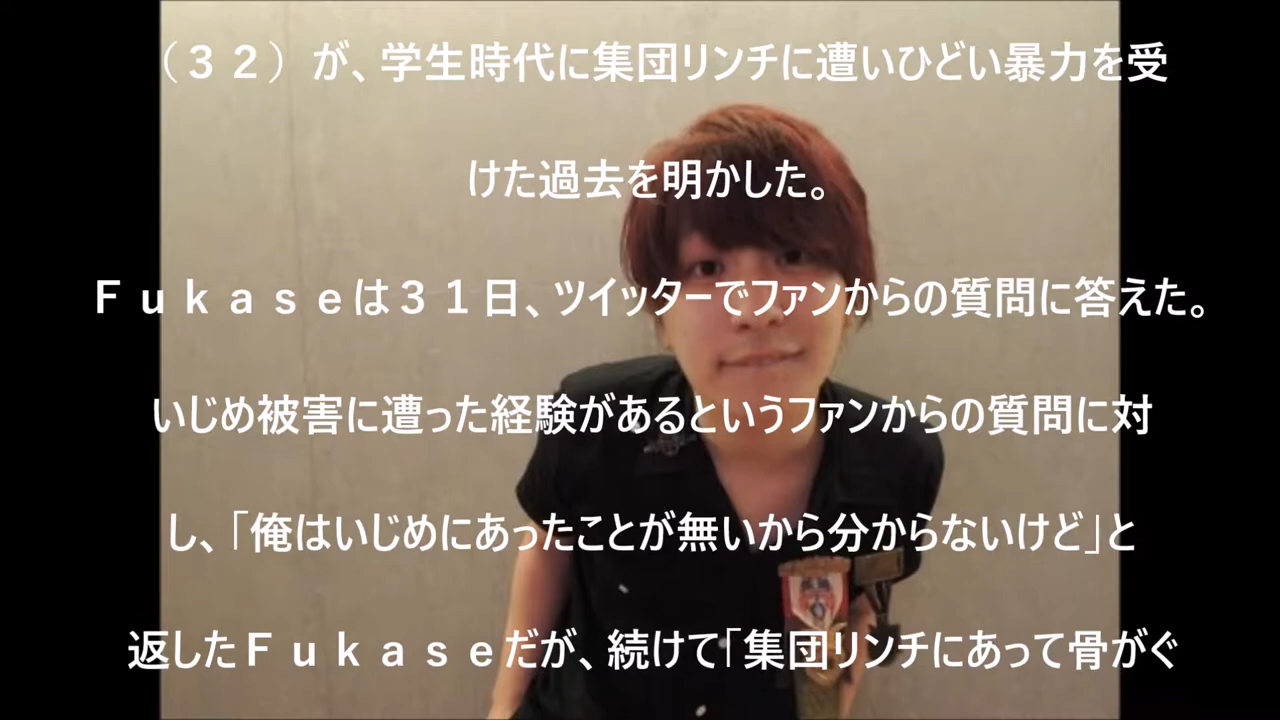 （３２）が、学生時代に集団リンチに遭いひどい暴力を受
けた過去を明かした。
Ｆｕｋａｓｅは３１日、ツイッターでファンからの質問に答えた。
いじめ被害に遭った経験があるというファンからの質問に対
し、「俺はいじめにあったことが無いから分からないけど」と
返したＦｕｋａｓｅだが、続けて「集団リンチにあって骨がぐ